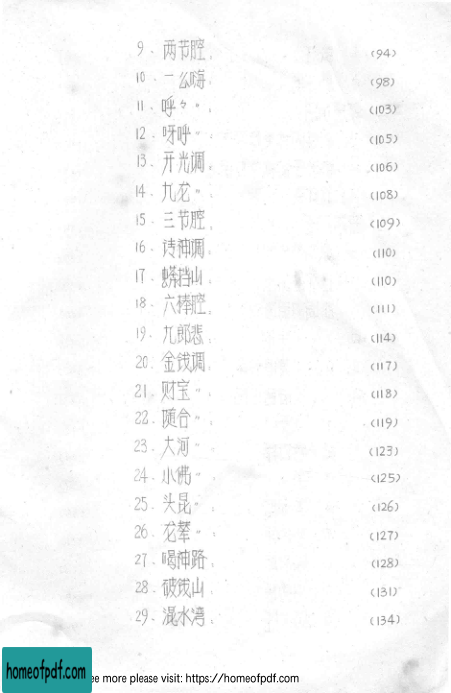 9. 两节腔 (94)
10. 一么嗨 (98)
11. 呼々〃 (103)
12. 呀呼〃 (105)
13. 开光调 (106)
14. 九龙〃 (108)
15. 三节腔 (109)
16. 请神调 (110)
17. 蟒挡山 (110)
18. 六棒腔 (111)
19. 九郎悲 (114)
20. 金钱调 (117)
21. 财宝〃 (118)
22. 随合〃 (119)
23. 大河〃 (123)
24. 小佛〃 (125)
25. 头昆〃 (126)
26. 龙辇〃 (127)
27. 喝神路 (128)
28. 破钱山 (131)
29. 混水湾 (134)
homeofpdf.com
ee more please visit: https://homeofpdf.com